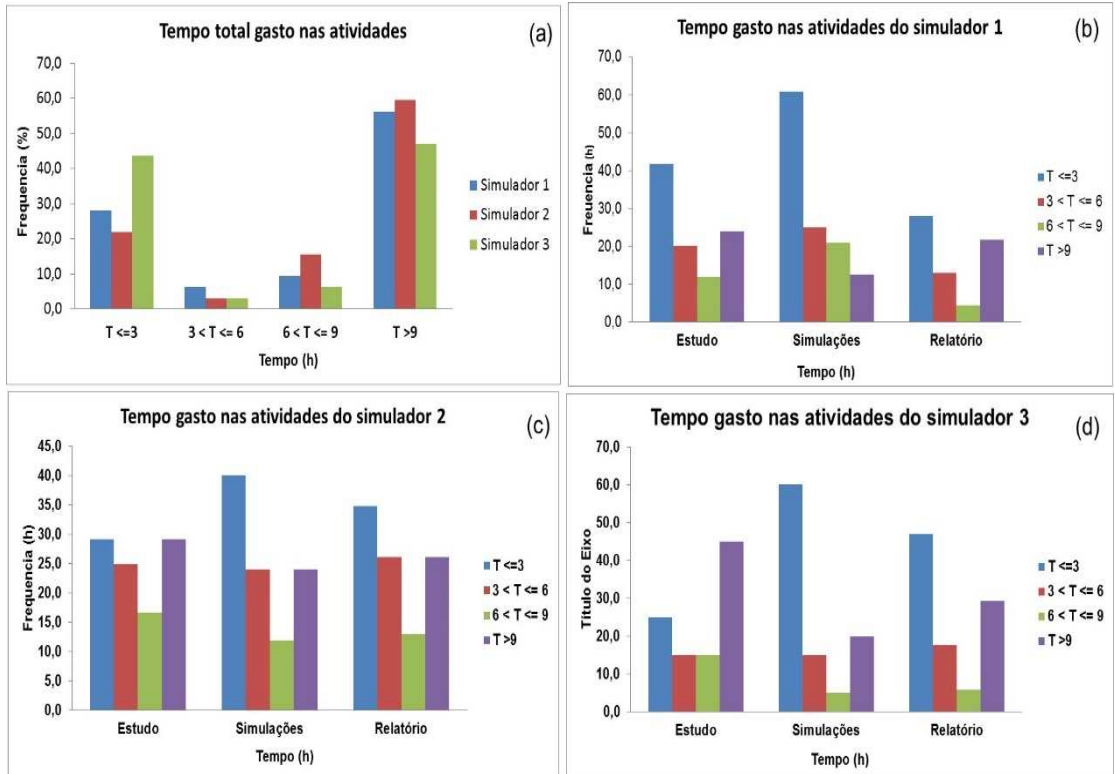 Tempo total gasto nas atividades
(a)
70,0
60,0
50,0
40,0
30,0
20,0
10,0
0,0
Frequencia (%)
T <=3
3 < T <= 6
6 < T <= 9
T >9
Tempo (h)
Simulador 1
Simulador 2
Simulador 3
Tempo gasto nas atividades do simulador 1
(b)
70.0
60.0
50.0
40.0
30.0
20.0
10.0
0.0
Freuencia (h)
Estudo
Simulações
Relatório
Tempo (h)
T <=3
3 < T <= 6
6 < T <= 9
T >9
Tempo gasto nas atividades do simulador 2
(c)
45,0
40,0
35,0
30,0
25,0
20,0
15,0
10,0
5,0
0,0
Frequencia (h)
Estudo
Simulações
Relatório
Tempo (h)
T <=3
3 < T <= 6
6 < T <= 9
T >9
Tempo gasto nas atividades do simulador 3
(d)
70,0
60,0
50,0
40,0
30,0
20,0
10,0
0,0
Título do Eixo
Estudo
Simulações
Relatório
Tempo (h)
T <=3
3 < T <= 6
6 < T <= 9
T >9